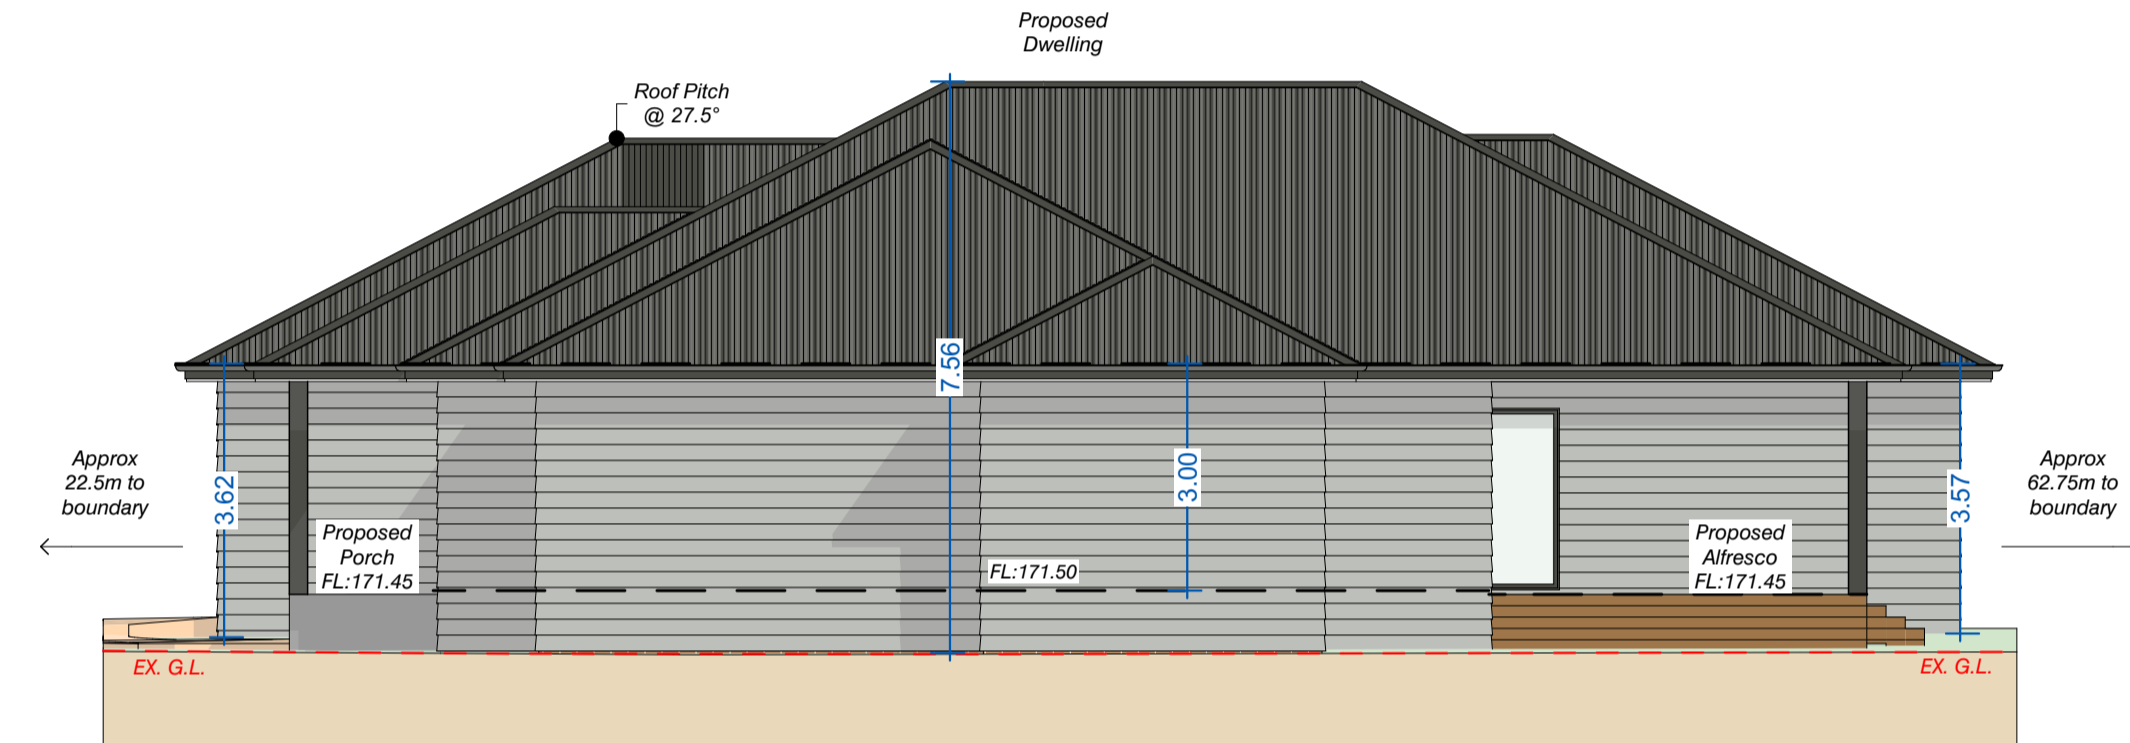 Proposed
Dwelling
Roof Pitch
@ 27.5°
7.56
Approx
22.5m to
boundary
3.62
3.00
3.57
Approx
62.75m to
boundary
Proposed
Porch
FL:171.45
FL:171.50
Proposed
Alfresco
FL:171.45
EX. G.L.
EX. G.L.